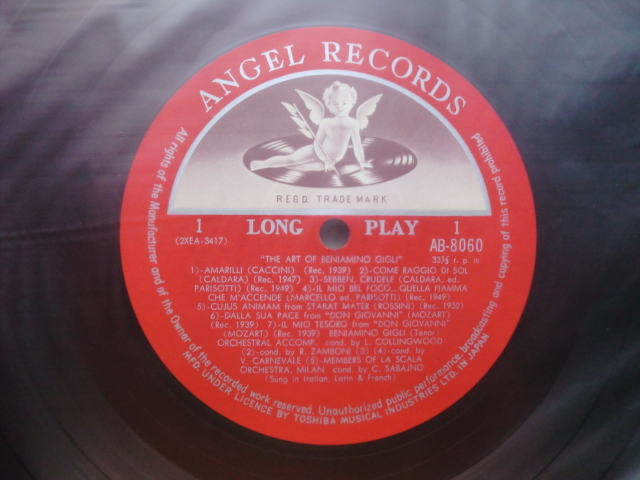 ANGEL RECORDS
REGD. TRADE MARK
1 LONG PLAY 1
(2XEA-3417) AB-8060
"THE ART OF BENIAMINO GIGLI" 33⅓ r. p. m
1)-AMARILLI (CACCINI) (Rec. 1939) 2)-COME RAGGIO DI SOL
(CALDARA) (Rec. 1947) 3)-SEBBEN, CRUDELE (CALDARA, ed.
PARISOTTI) (Rec. 1949) 4)-IL MIO BEL FOCO...QUELLA FIAMMA
CHE M'ACCENDE (MARCELLO ed. PARISOTTI) (Rec. 1949)
5)-CUJUS ANIMAM from STABAT MATER (ROSSINI) (Rec. 1932)
6)-DALLA SUA PACE from "DON GIOVANNI" (MOZART)
(Rec. 1939) 7)-IL MIO TESORO from "DON GIOVANNI"
(MOZART) (Rec. 1939) BENIAMINO GIGLI (Tenor)
ORCHESTRAL ACCOMP. cond. by L. COLLINGWOOD
(2)-cond. by R. ZAMBONI (3) (4)-cond. by
V. CARNEVALE (5)-MEMBERS OF LA SCALA
ORCHESTRA, MILAN cond. by C. SABAJNO
(Sung in Italian, Latin & French)
All rights of the Manufacturer and of the Owner of the recorded work reserved. Unauthorized public performance, broadcasting and copying of this record prohibited
MFD. UNDER LICENCE BY TOSHIBA MUSICAL INDUSTRIES LTD. IN JAPAN